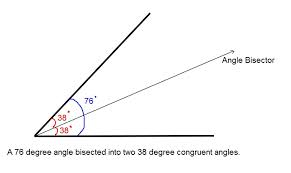 Angle Bisector
76°
38°
38°
A 76 degree angle bisected into two 38 degree congruent angles.